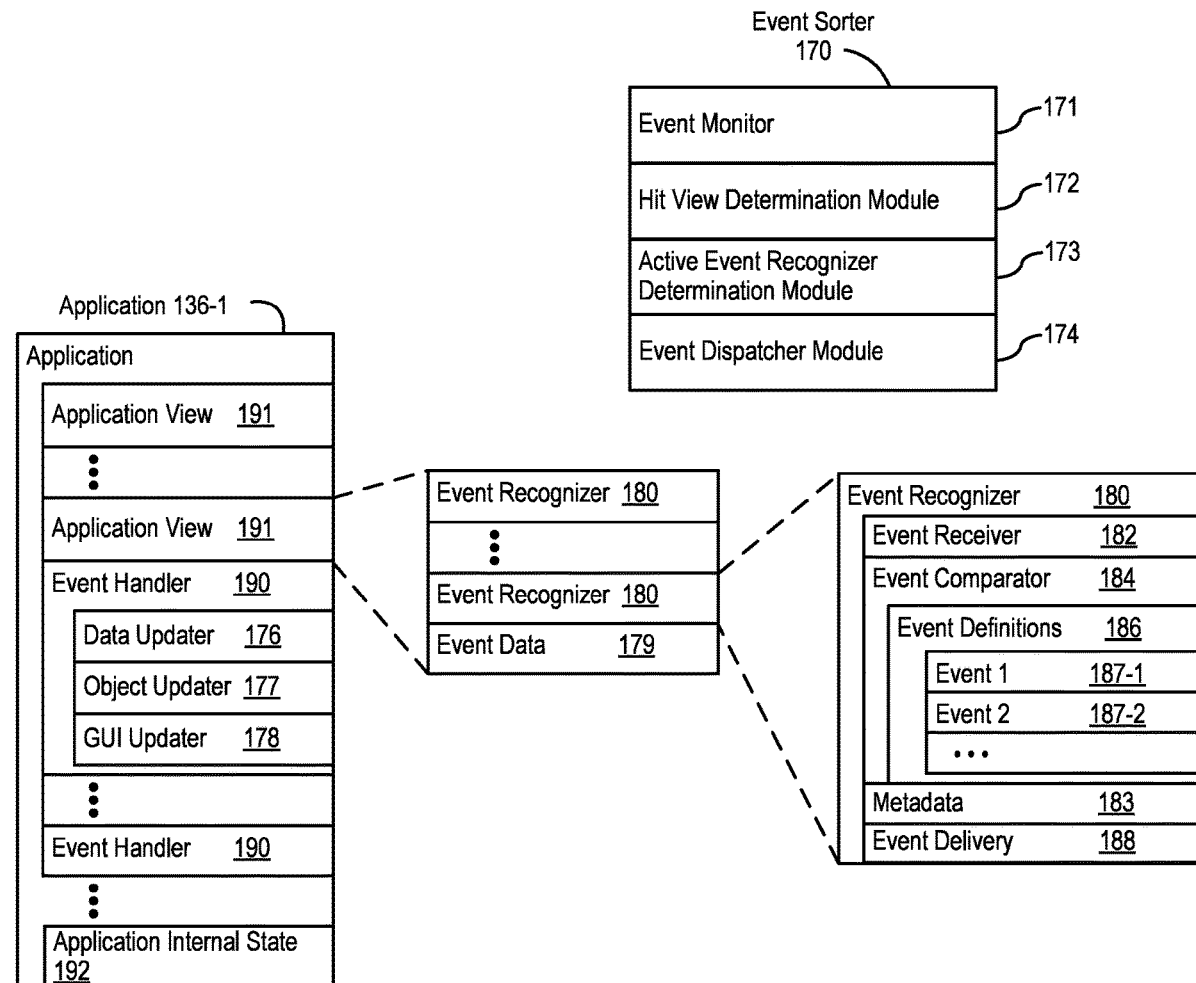 Event Sorter
170
Event Monitor
171
Hit View Determination Module
172
Active Event Recognizer
Determination Module
173
Event Dispatcher Module
174
Application 136-1
Application
Application View 191
Application View 191
Event Handler 190
Data Updater 176
Object Updater 177
GUI Updater 178
Event Handler 190
Application Internal State
192
Event Recognizer 180
Event Recognizer 180
Event Data 179
Event Recognizer 180
Event Receiver 182
Event Comparator 184
Event Definitions 186
Event 1 187-1
Event 2 187-2
Metadata 183
Event Delivery 188